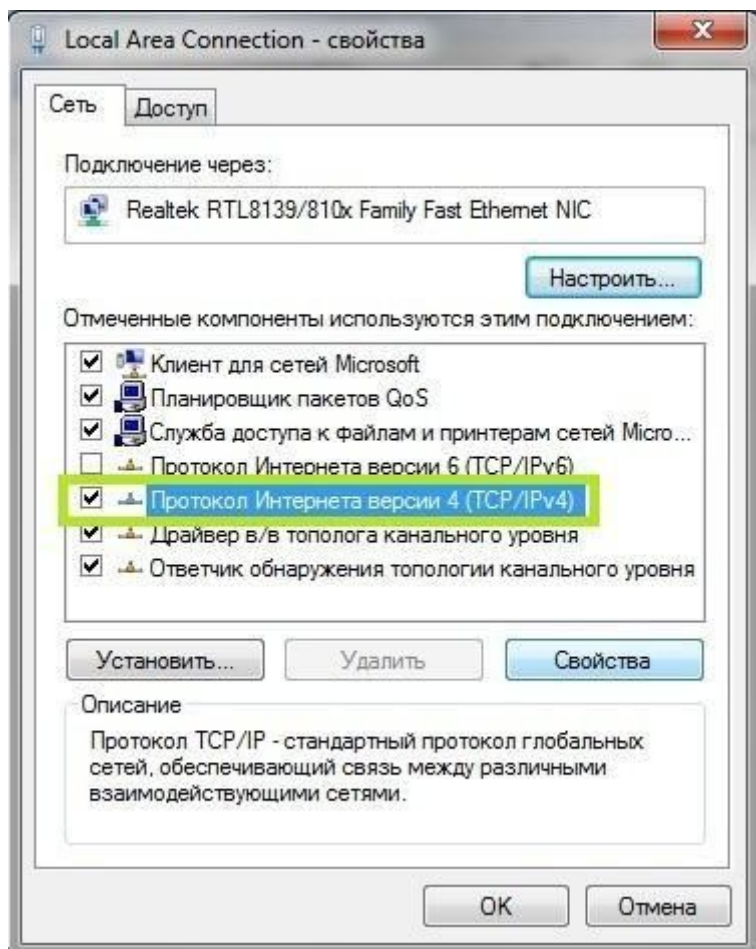 Local Area Connection - свойства
Сеть
Доступ
Подключение через:
Realtek RTL8139/810x Family Fast Ethernet NIC
Настроить...
Отмеченные компоненты используются этим подключением:
Клиент для сетей Microsoft
Планировщик пакетов QoS
Служба доступа к файлам и принтерам сетей Micro...
Протокол Интернета версии 6 (TCP/IPv6)
Протокол Интернета версии 4 (TCP/IPv4)
Драйвер в/в тополога канального уровня
Ответчик обнаружения топологии канального уровня
Установить...
Удалить
Свойства
Описание
Протокол TCP/IP - стандартный протокол глобальных
сетей, обеспечивающий связь между различными
взаимодействующими сетями.
OK
Отмена